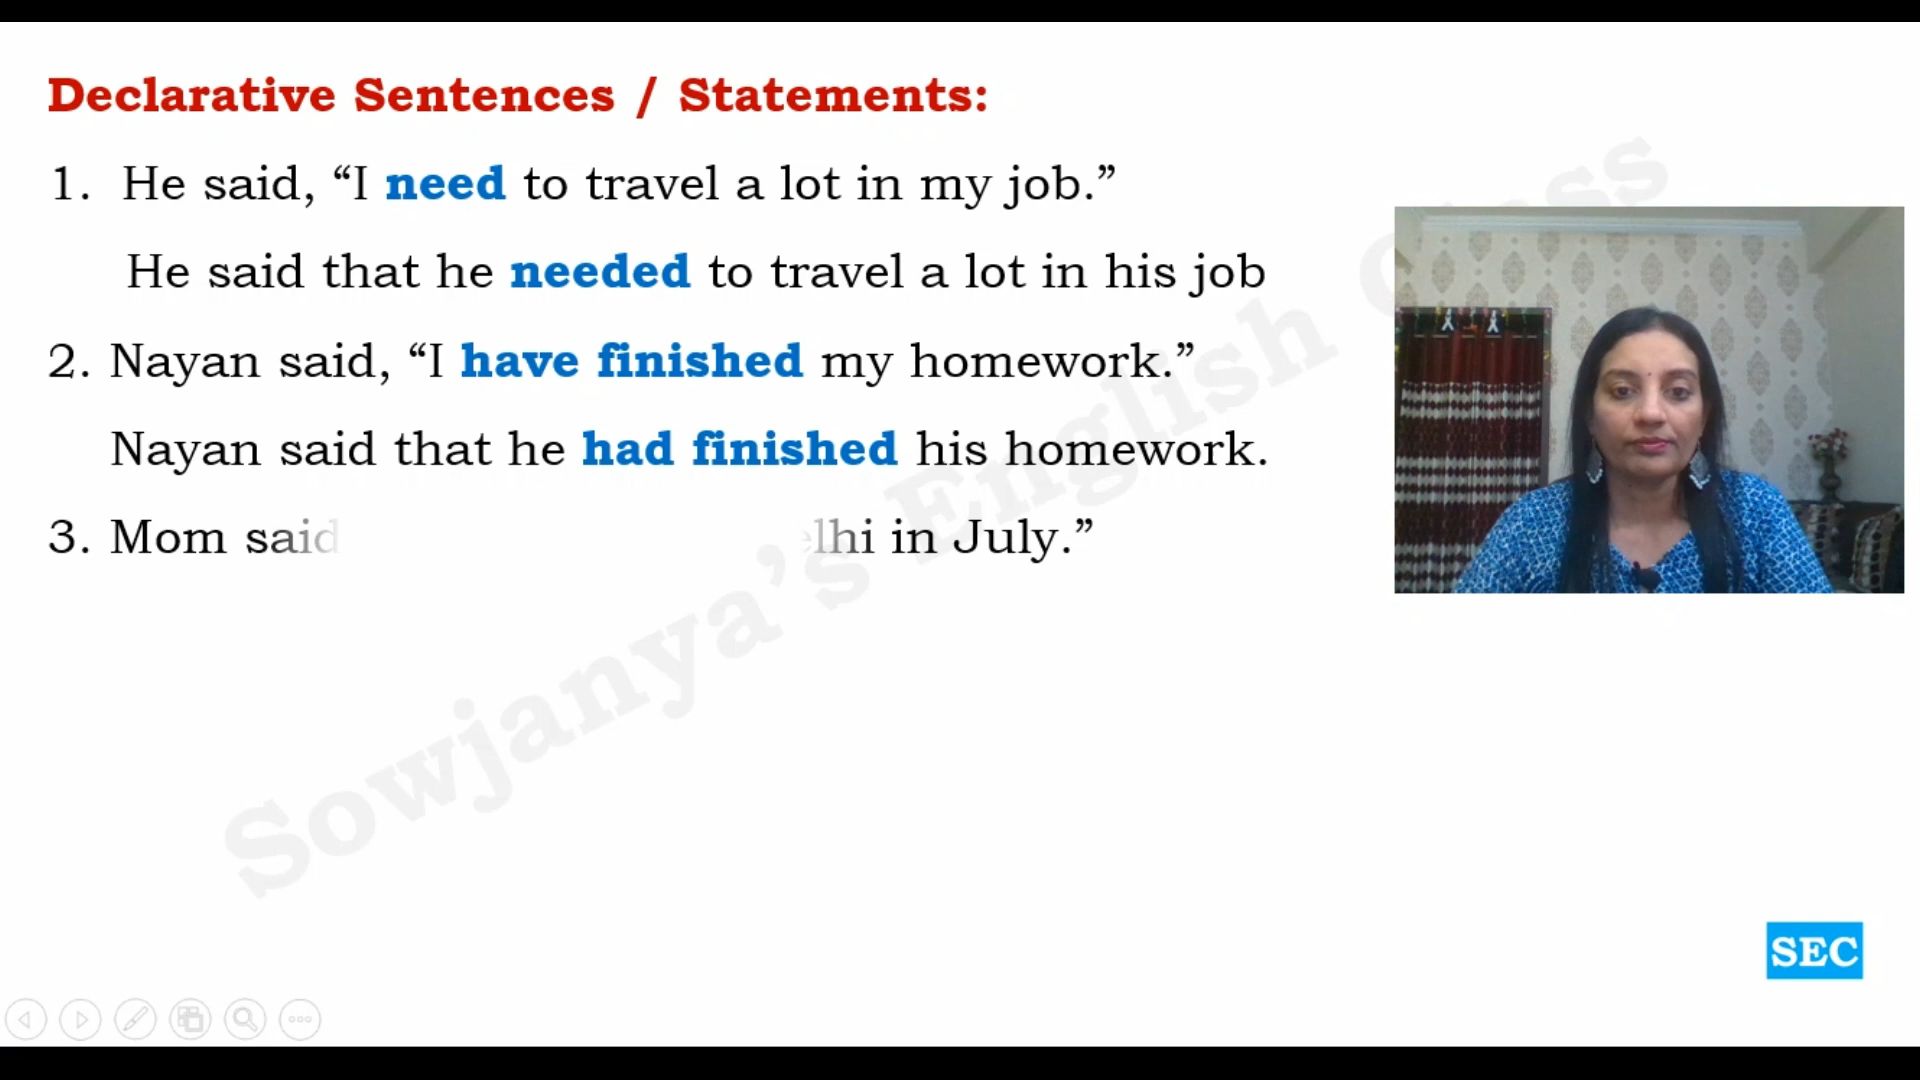 Declarative Sentences / Statements:
1. He said, “I need to travel a lot in my job.”
He said that he needed to travel a lot in his job
2. Nayan said, “I have finished my homework.”
Nayan said that he had finished his homework.
3. Mom said lhi in July.”
Sowjanya’s English Class
SEC